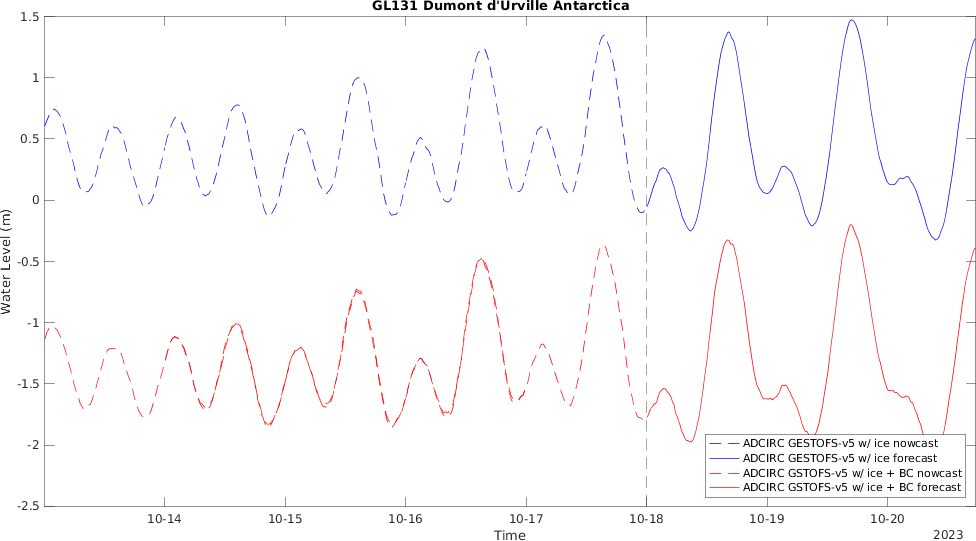 GL131 Dumont d'Urville Antarctica
1.5
1
0.5
0
-0.5
-1
-1.5
-2
-2.5
Water Level (m)
ADCIRC GESTOFS-v5 w/ ice nowcast
ADCIRC GESTOFS-v5 w/ ice forecast
ADCIRC GSTOFS-v5 w/ ice + BC nowcast
ADCIRC GSTOFS-v5 w/ ice + BC forecast
10-14 10-15 10-16 10-17 10-18 10-19 10-20
Time
2023